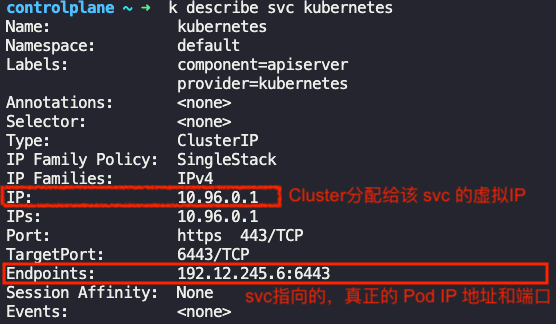 controlplane ~ ➜  k describe svc kubernetes
Name:              kubernetes
Namespace:         default
Labels:            component=apiserver
                   provider=kubernetes
Annotations:       <none>
Selector:          <none>
Type:              ClusterIP
IP Family Policy:  SingleStack
IP Families:       IPv4
IP:                10.96.0.1 Cluster分配给该 svc 的虚拟IP
IPs:               10.96.0.1
Port:              https  443/TCP
TargetPort:        6443/TCP
Endpoints:         192.12.245.6:6443
Session Affinity:  None svc指向的，真正的 Pod IP 地址和端口
Events:            <none>